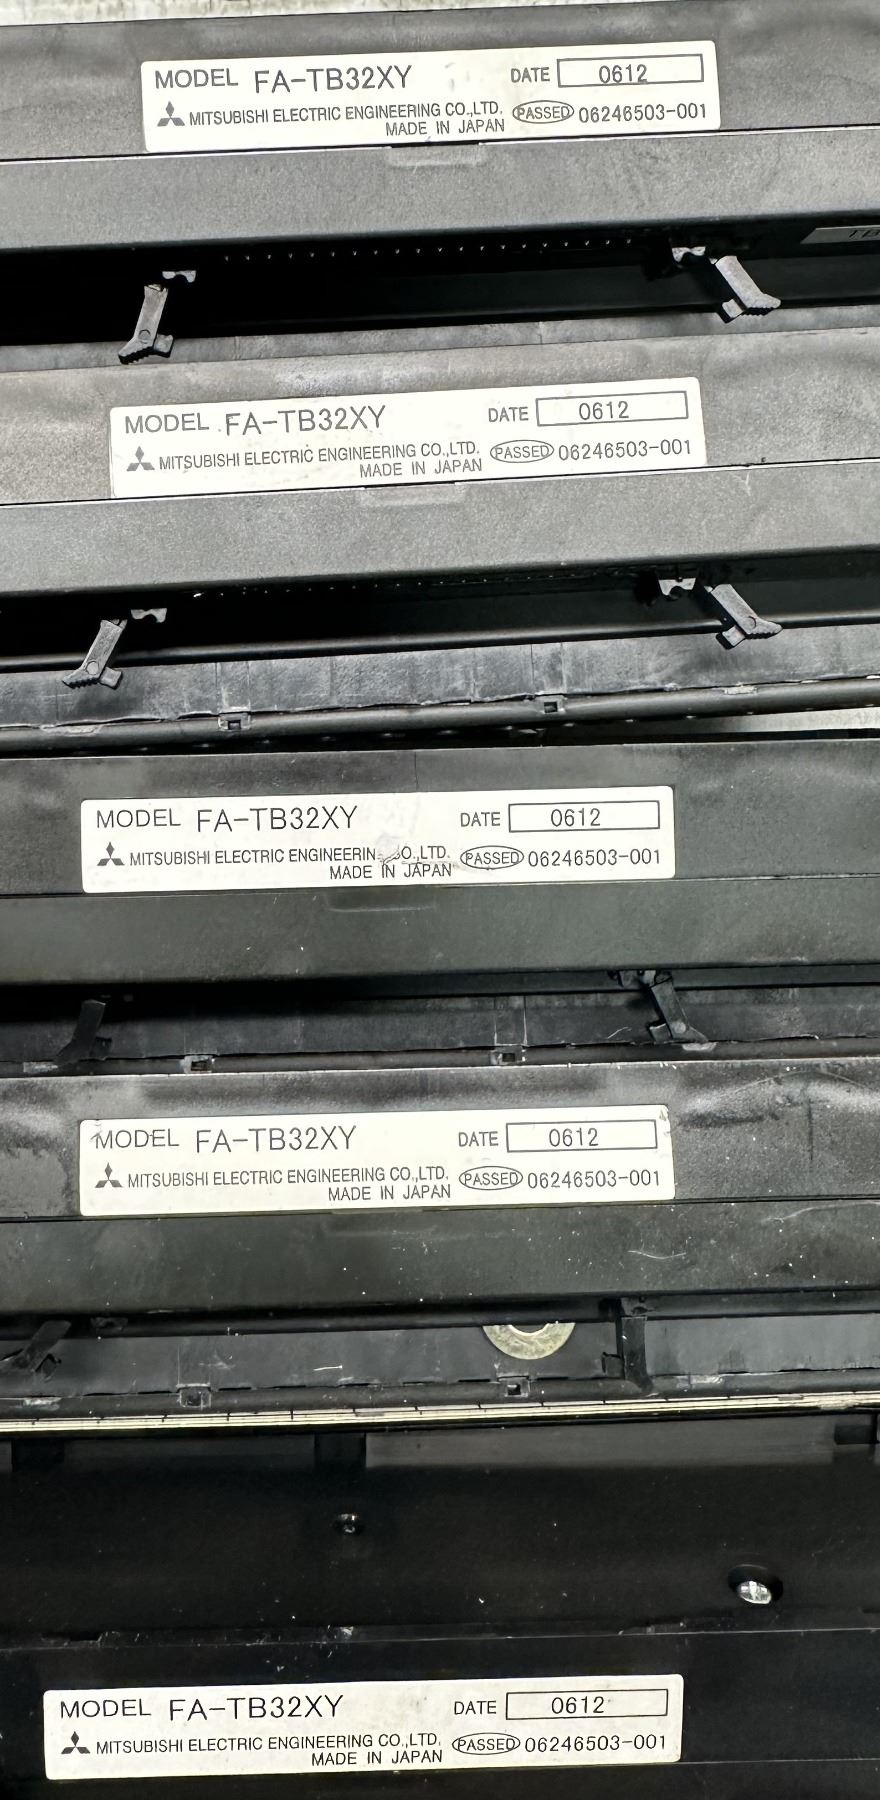 MODEL FA-TB32XY DATE 0612
MITSUBISHI ELECTRIC ENGINEERING CO.,LTD. PASSED 06246503-001
MADE IN JAPAN
TB
MODEL FA-TB32XY DATE 0612
MITSUBISHI ELECTRIC ENGINEERING CO.,LTD. PASSED 06246503-001
MADE IN JAPAN
MODEL FA-TB32XY DATE 0612
MITSUBISHI ELECTRIC ENGINEERIN O.,LTD. PASSED 06246503-001
MADE IN JAPAN
MODEL FA-TB32XY DATE 0612
MITSUBISHI ELECTRIC ENGINEERING CO.,LTD. PASSED 06246503-001
MADE IN JAPAN
MODEL FA-TB32XY DATE 0612
MITSUBISHI ELECTRIC ENGINEERING CO.,LTD. PASSED 06246503-001
MADE IN JAPAN